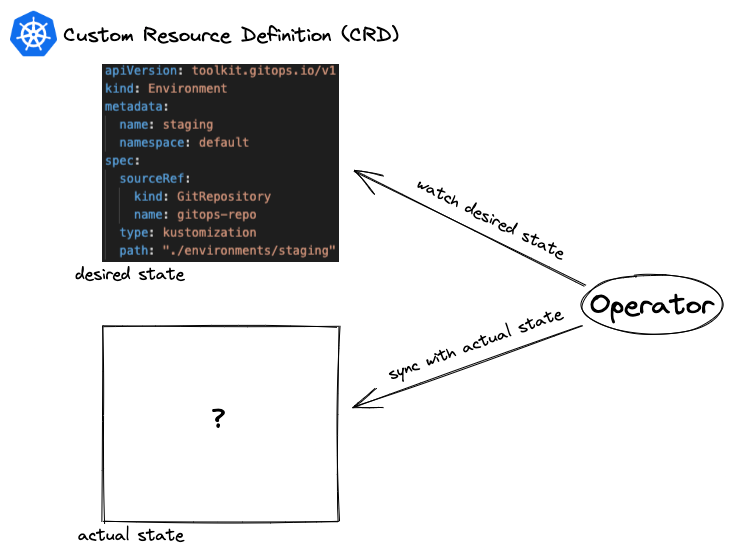 Custom Resource Definition (CRD)
apiVersion: toolkit.gitops.io/v1
kind: Environment
metadata:
  name: staging
  namespace: default
spec:
  sourceRef:
    kind: GitRepository
    name: gitops-repo
  type: kustomization
  path: "./environments/staging"
desired state
watch desired state
Operator
sync with actual state
?
actual state